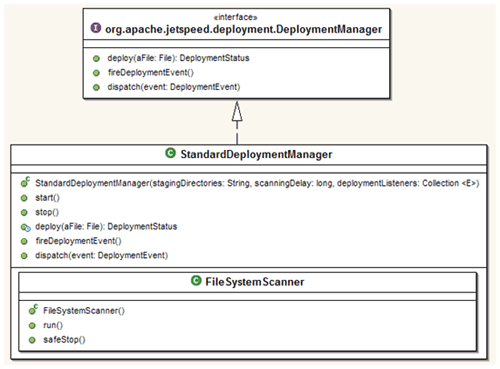 «interface»
org.apache.jetspeed.deployment.DeploymentManager
deploy(aFile: File): DeploymentStatus
fireDeploymentEvent()
dispatch(event: DeploymentEvent)
StandardDeploymentManager
StandardDeploymentManager(stagingDirectories: String, scanningDelay: long, deploymentListeners: Collection <E>)
start()
stop()
deploy(aFile: File): DeploymentStatus
fireDeploymentEvent()
dispatch(event: DeploymentEvent)
FileSystemScanner
FileSystemScanner()
run()
safeStop()